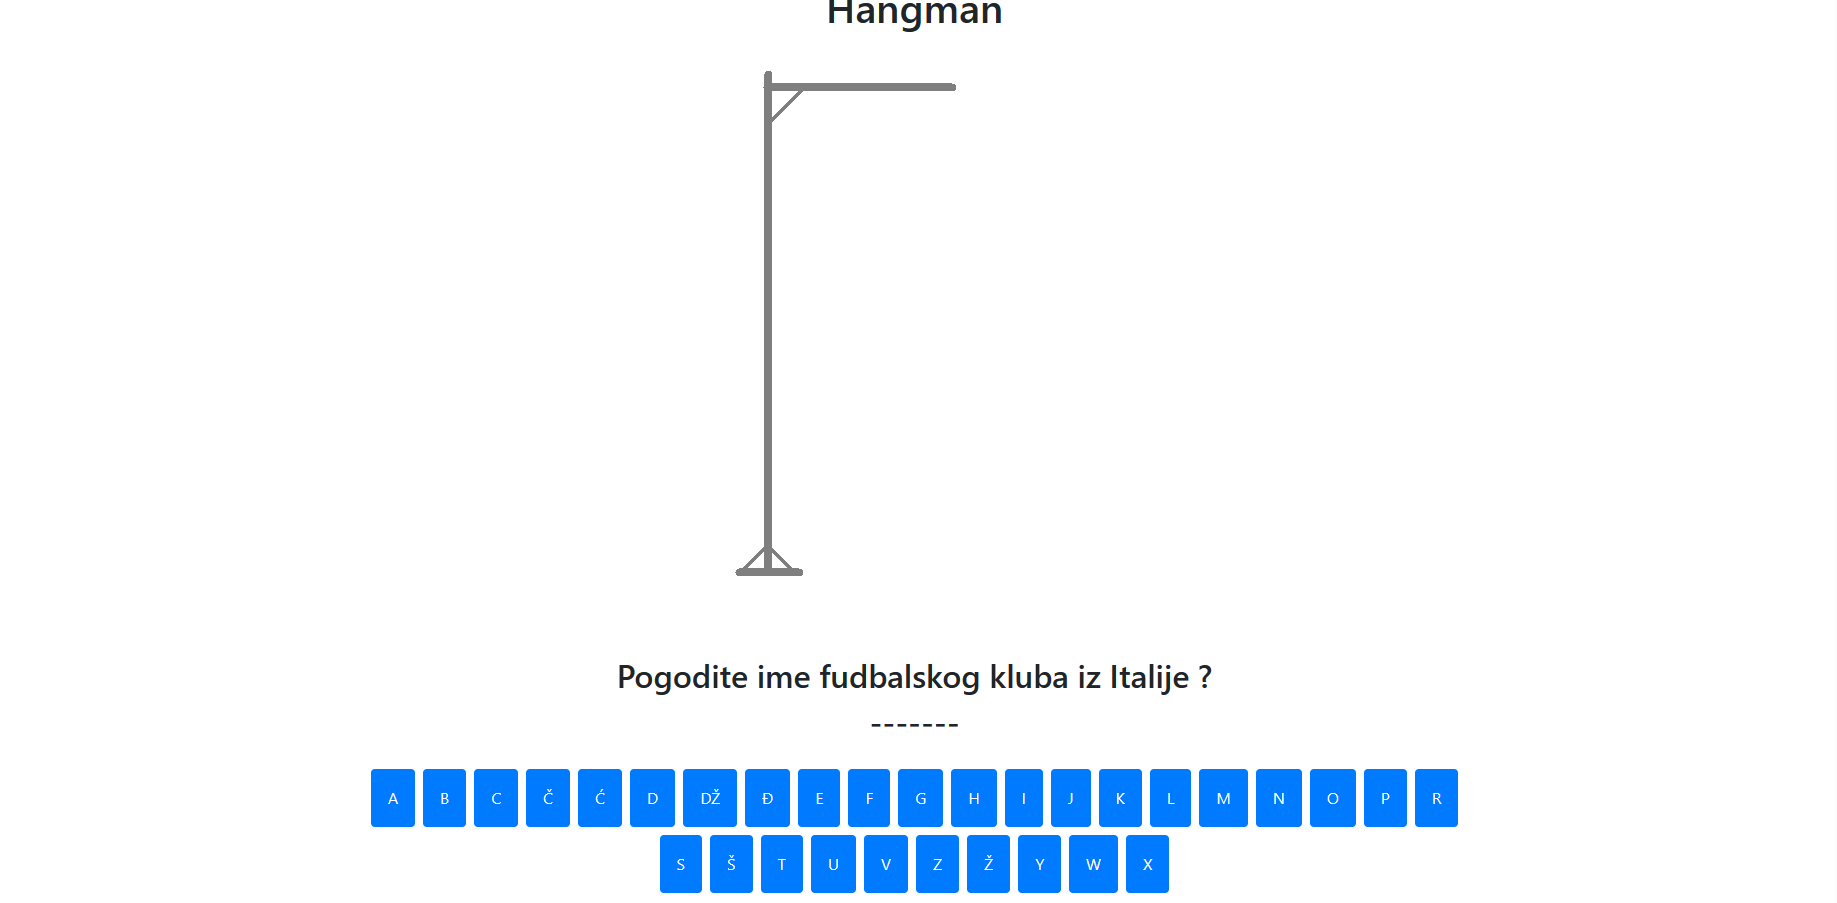 Hangman
Pogodite ime fudbalskog kluba iz Italije ?
-------
A B C Č Ć D DŽ Đ E F G H I J K L M N O P R
S Š T U V Z Ž Y W X